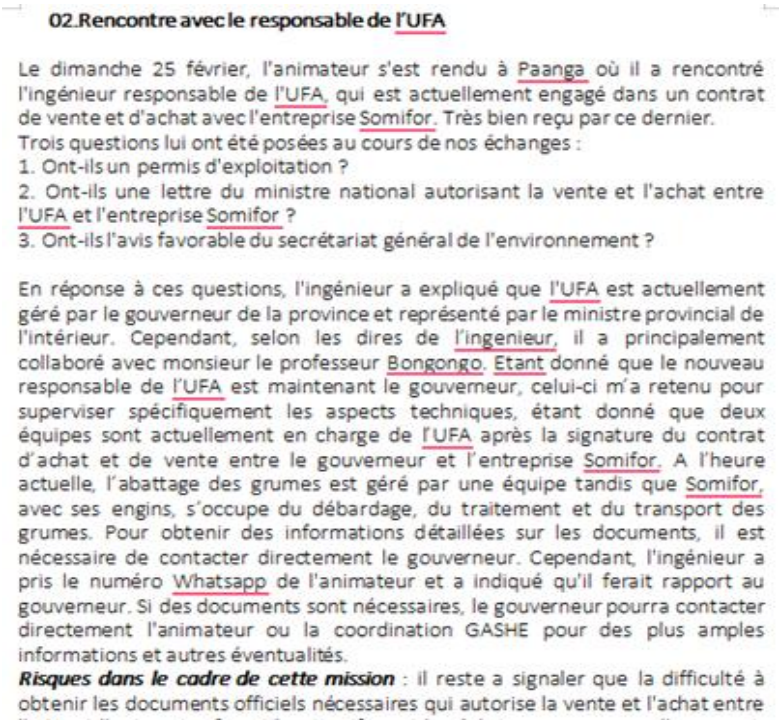 02.Rencontre avec le responsable de l'UFA
Le dimanche 25 février, l'animateur s'est rendu à Paanga où il a rencontré
l'ingénieur responsable de l'UFA, qui est actuellement engagé dans un contrat
de vente et d'achat avec l'entreprise Somifor. Très bien reçu par ce dernier.
Trois questions lui ont été posées au cours de nos échanges :
1. Ont-ils un permis d'exploitation ?
2. Ont-ils une lettre du ministre national autorisant la vente et l'achat entre
l'UFA et l'entreprise Somifor ?
3. Ont-ils l'avis favorable du secrétariat général de l'environnement ?
En réponse à ces questions, l'ingénieur a expliqué que l'UFA est actuellement
géré par le gouverneur de la province et représenté par le ministre provincial de
l'intérieur. Cependant, selon les dires de l'ingenieur, il a principalement
collaboré avec monsieur le professeur Bongongo. Etant donné que le nouveau
responsable de l'UFA est maintenant le gouverneur, celui-ci m'a retenu pour
superviser spécifiquement les aspects techniques, étant donné que deux
équipes sont actuellement en charge de l'UFA après la signature du contrat
d'achat et de vente entre le gouverneur et l'entreprise Somifor. A l'heure
actuelle, l'abattage des grumes est géré par une équipe tandis que Somifor,
avec ses engins, s'occupe du débardage, du traitement et du transport des
grumes. Pour obtenir des informations détaillées sur les documents, il est
nécessaire de contacter directement le gouverneur. Cependant, l'ingénieur a
pris le numéro Whatsapp de l'animateur et a indiqué qu'il ferait rapport au
gouverneur. Si des documents sont nécessaires, le gouverneur pourra contacter
directement l'animateur ou la coordination GASHE pour des plus amples
informations et autres éventualités.
Risques dans le cadre de cette mission : il reste a signaler que la difficulté à
obtenir les documents officiels nécessaires qui autorise la vente et l'achat entre